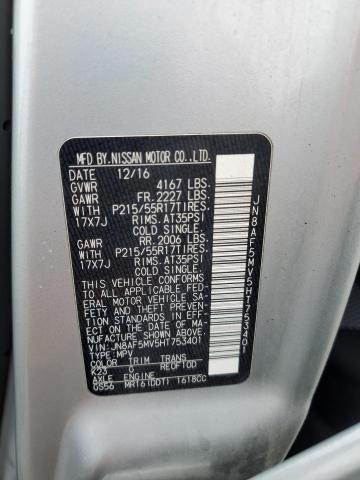 MFD.BY.NISSAN MOTOR CO.,LTD.
DATE 12/16
GVWR 4167 LBS.
GAWR FR.2227 LBS.
WITH P215/55R17TIRES.
17X7J RIMS.AT35PSI
COLD SINGLE.
GAWR RR.2006 LBS.
WITH P215/55R17TIRES.
17X7J RIMS.AT35PSI
COLD SINGLE.
THIS VEHICLE CONFORMS
TO ALL APPLICABLE FED-
ERAL MOTOR VEHICLE SA-
FETY AND THEFT PREVEN-
TION STANDARDS IN EFF-
ECT ON THE DATE OF MA-
NUFACTURE SHOWN ABOVE.
VIN:JN8AF5MV5HT753401
TYPE:MPV
COLOR TRIM TRANS
K23 G RE0F10D
AXLE ENGINE
GS56 MR16(DDT) 1618CC
JN8AF5MV5HT753401